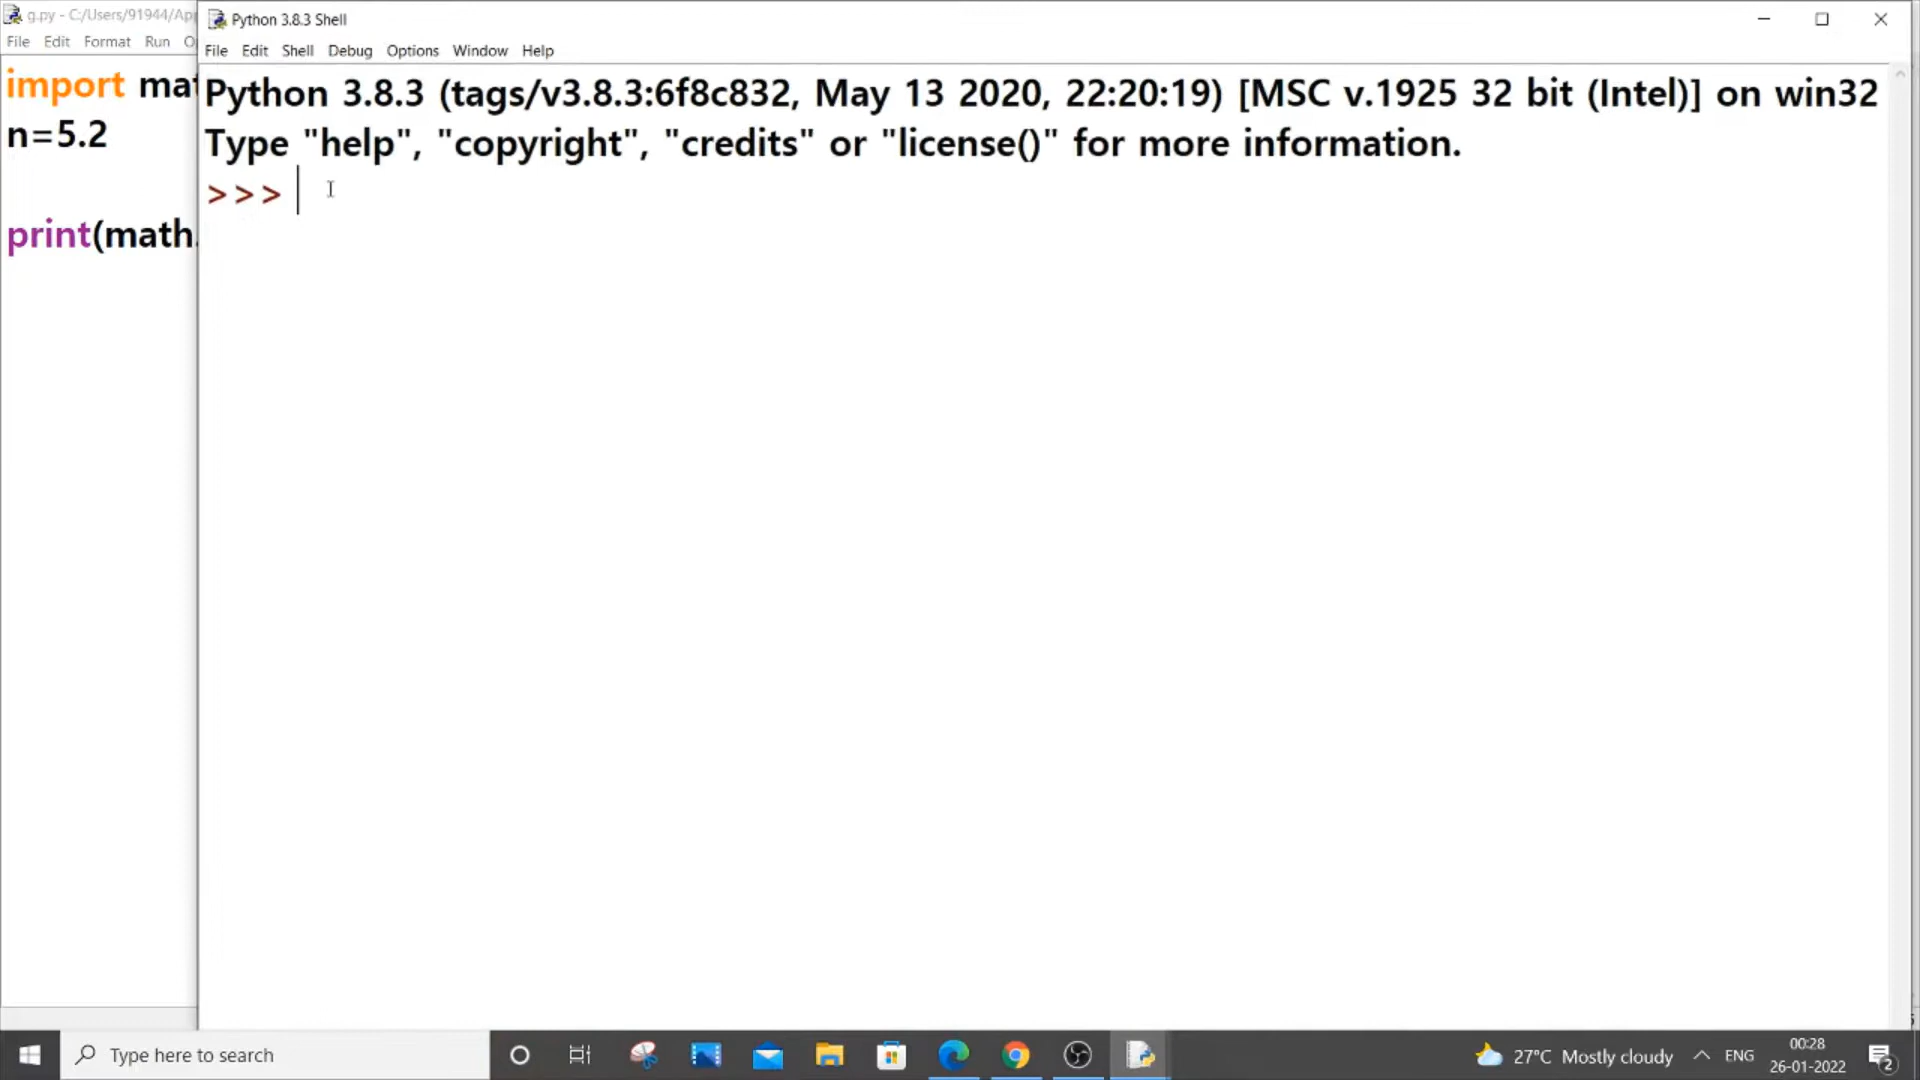 g.py - C:/Users/91944/Ap
File Edit Format Run
import mat
n=5.2
print(math.
Python 3.8.3 Shell
File Edit Shell Debug Options Window Help
Python 3.8.3 (tags/v3.8.3:6f8c832, May 13 2020, 22:20:19) [MSC v.1925 32 bit (Intel)] on win32
Type "help", "copyright", "credits" or "license()" for more information.
>>>
Type here to search
27°C Mostly cloudy
ENG
00:28
26-01-2022
2